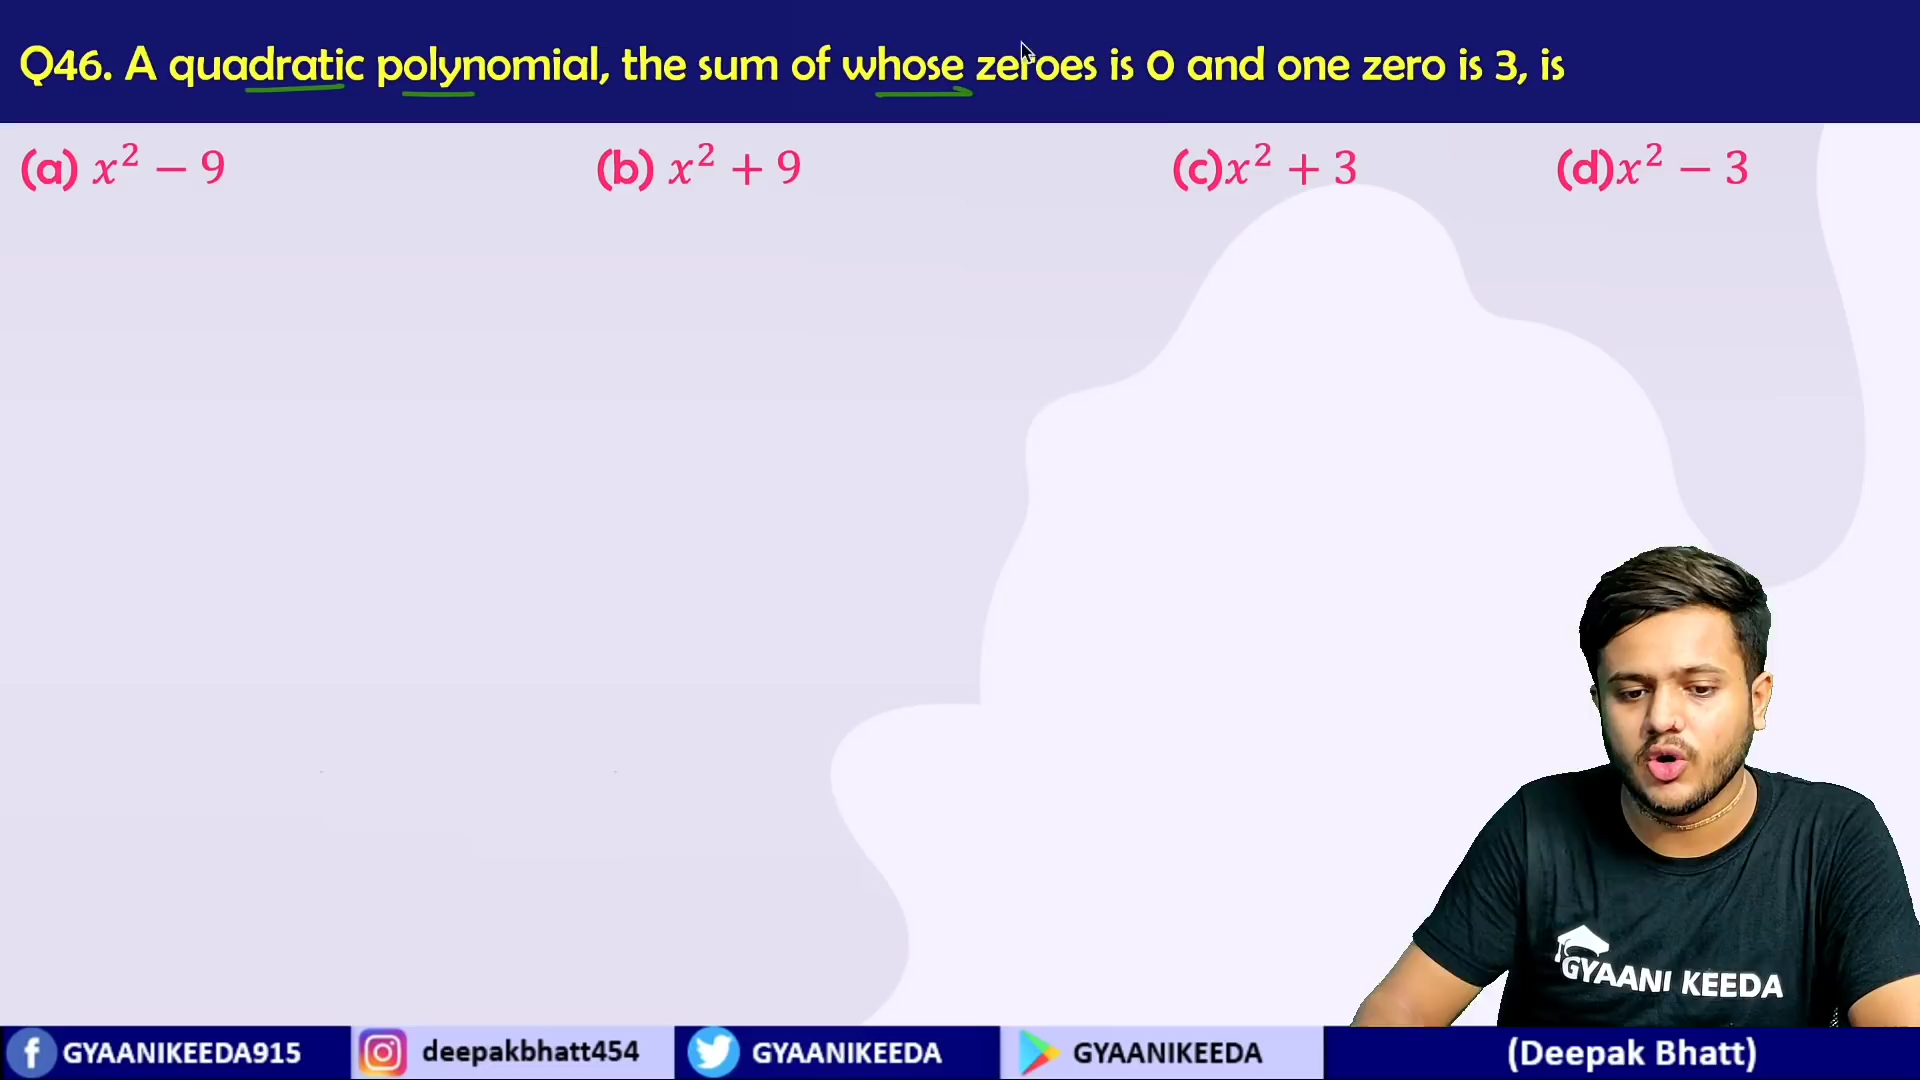 Q46. A quadratic polynomial, the sum of whose zeroes is 0 and one zero is 3, is
(a) x² − 9 (b) x² + 9 (c)x² + 3 (d)x² − 3
GYAANI KEEDA
GYAANIKEEDA915 deepakbhatt454 GYAANIKEEDA GYAANIKEEDA (Deepak Bhatt)